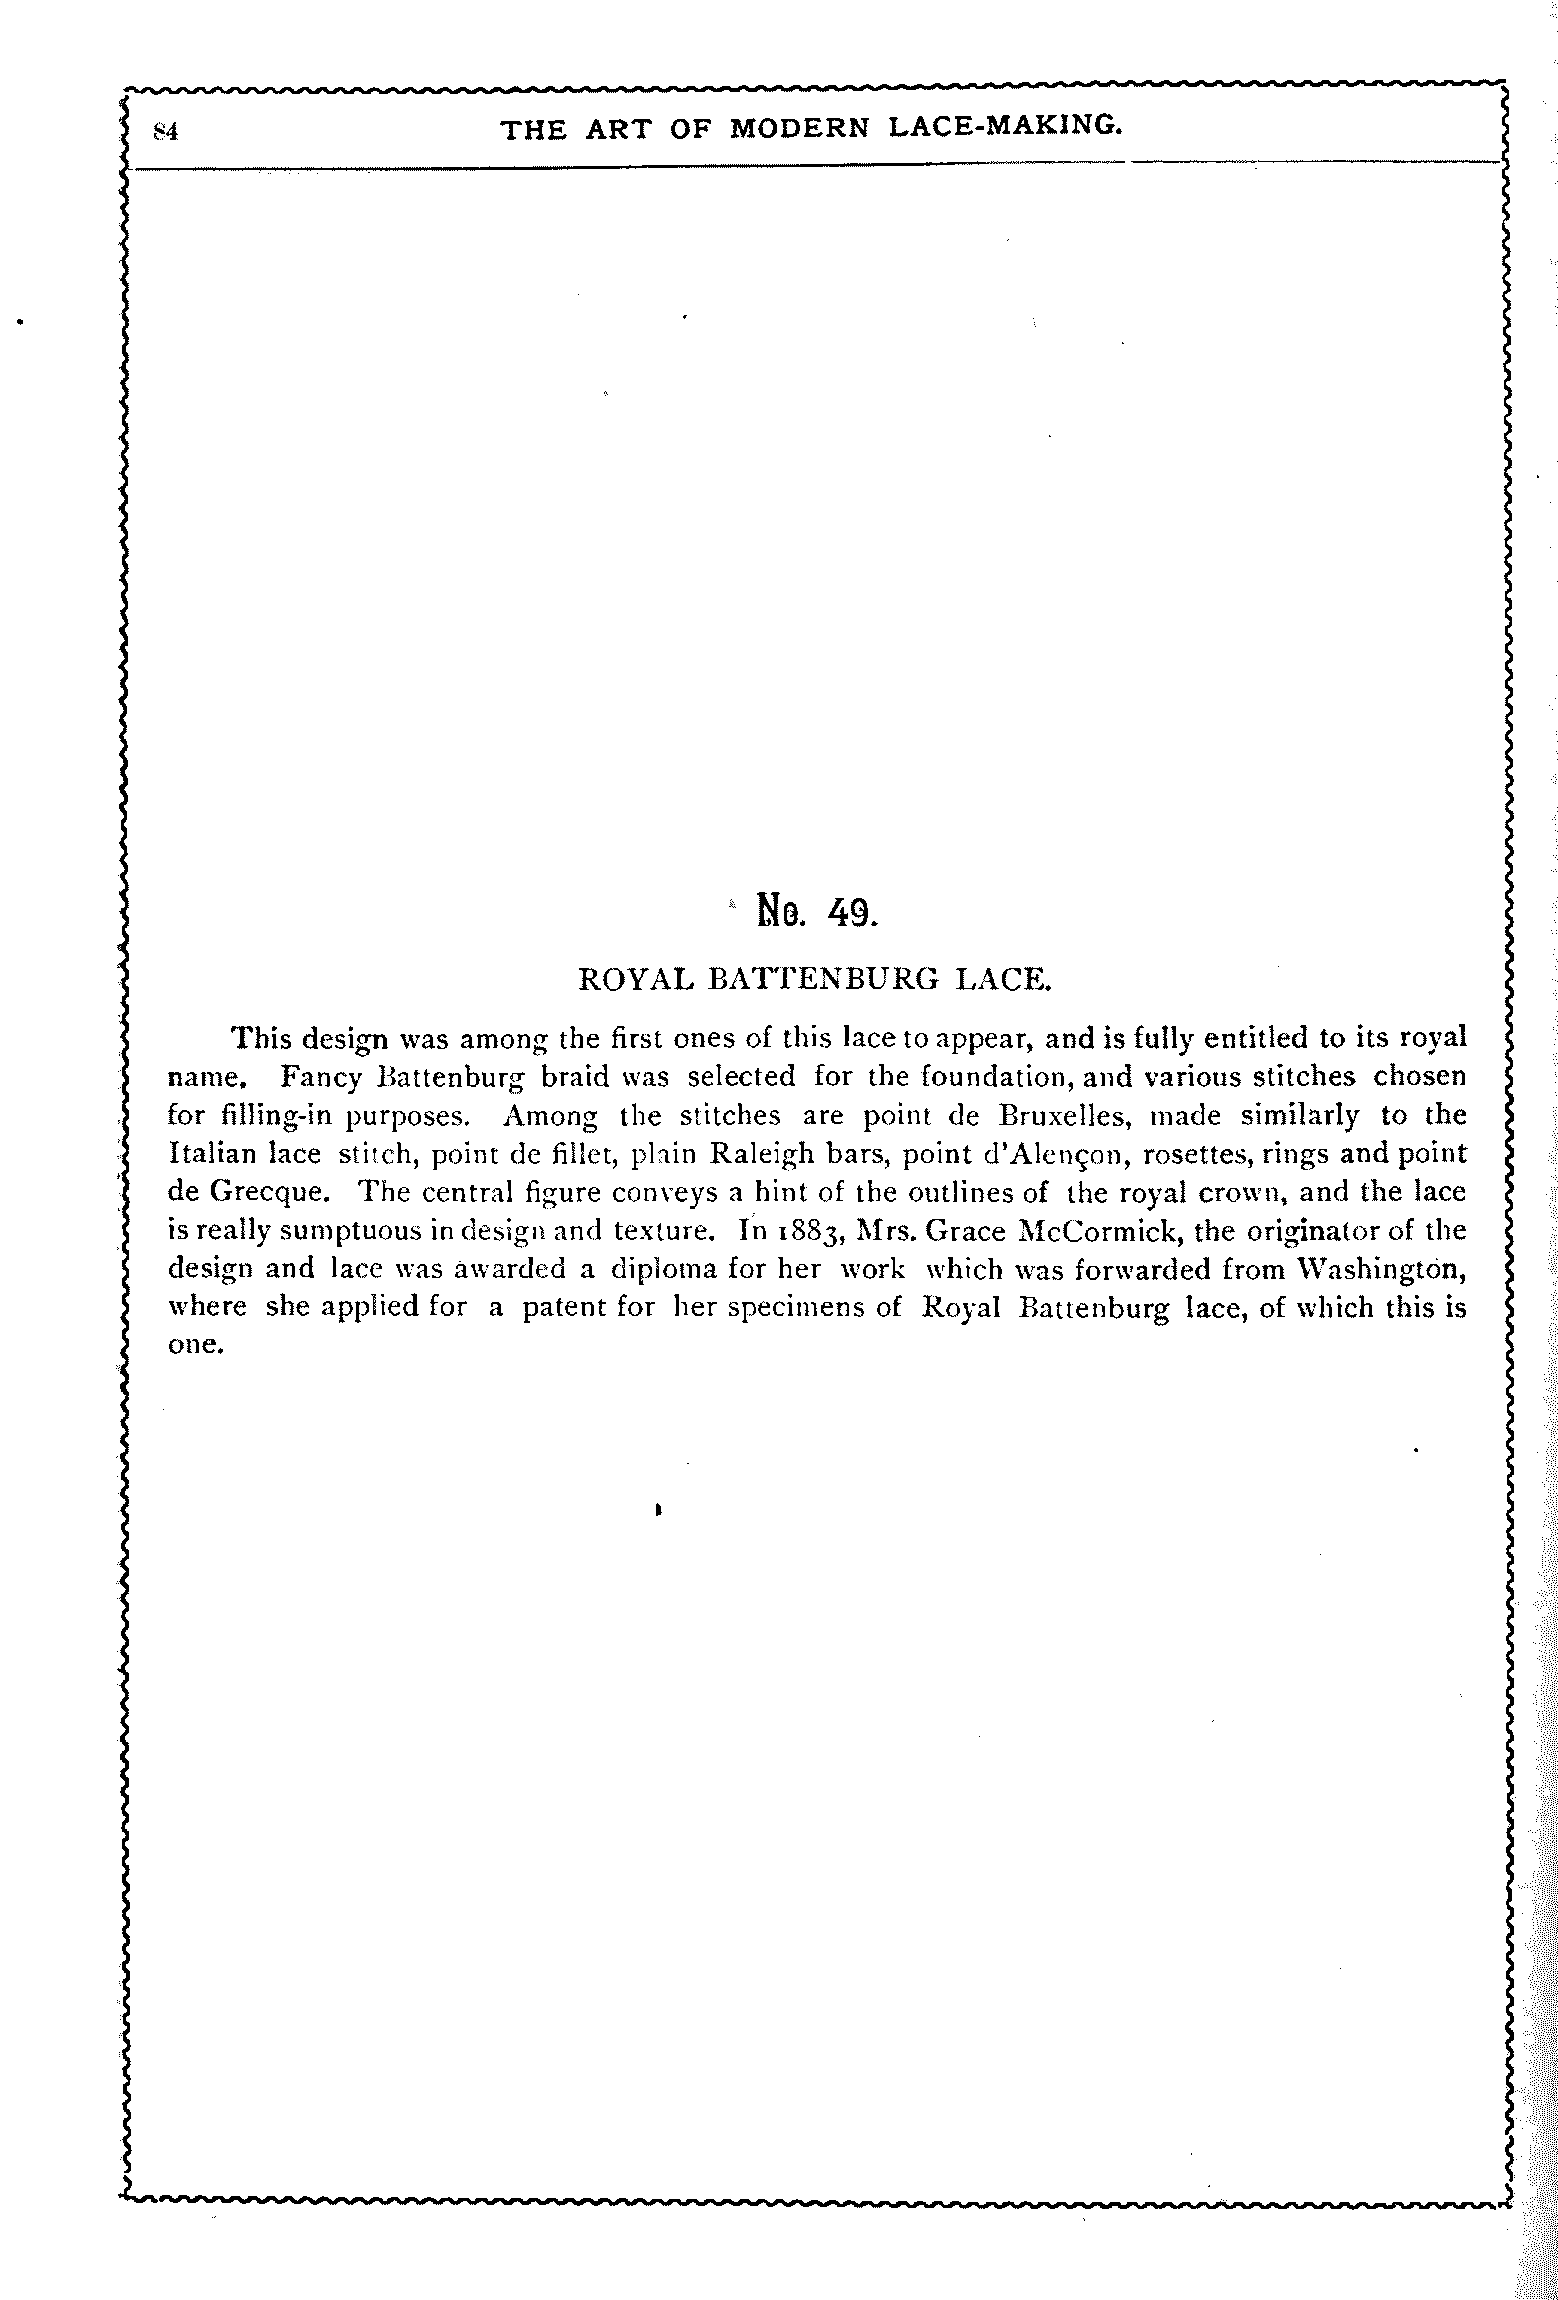 84
THE ART OF MODERN LACE-MAKING.
No. 49.
ROYAL BATTENBURG LACE.
This design was among the first ones of this lace to appear, and is fully entitled to its royal
name. Fancy Battenburg braid was selected for the foundation, and various stitches chosen
for filling-in purposes. Among the stitches are point de Bruxelles, made similarly to the
Italian lace stitch, point de fillet, plain Raleigh bars, point d'Alençon, rosettes, rings and point
de Grecque. The central figure conveys a hint of the outlines of the royal crown, and the lace
is really sumptuous in design and texture. In 1883, Mrs. Grace McCormick, the originator of the
design and lace was awarded a diploma for her work which was forwarded from Washington,
where she applied for a patent for her specimens of Royal Battenburg lace, of which this is
one.